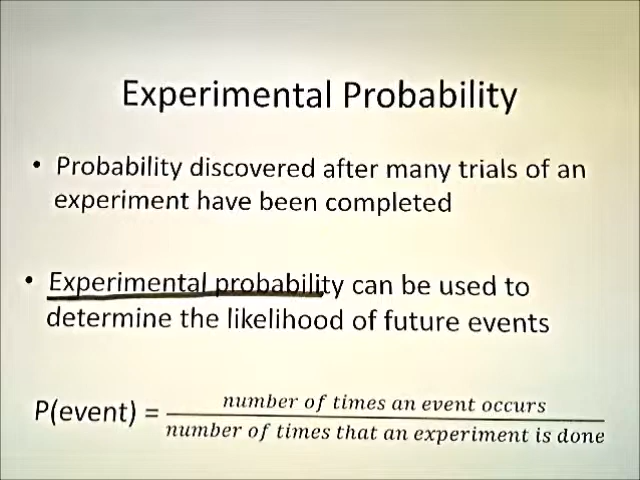 Experimental Probability
• Probability discovered after many trials of an
experiment have been completed
• Experimental probability can be used to
determine the likelihood of future events
P(event) = number of times an event occurs / number of times that an experiment is done